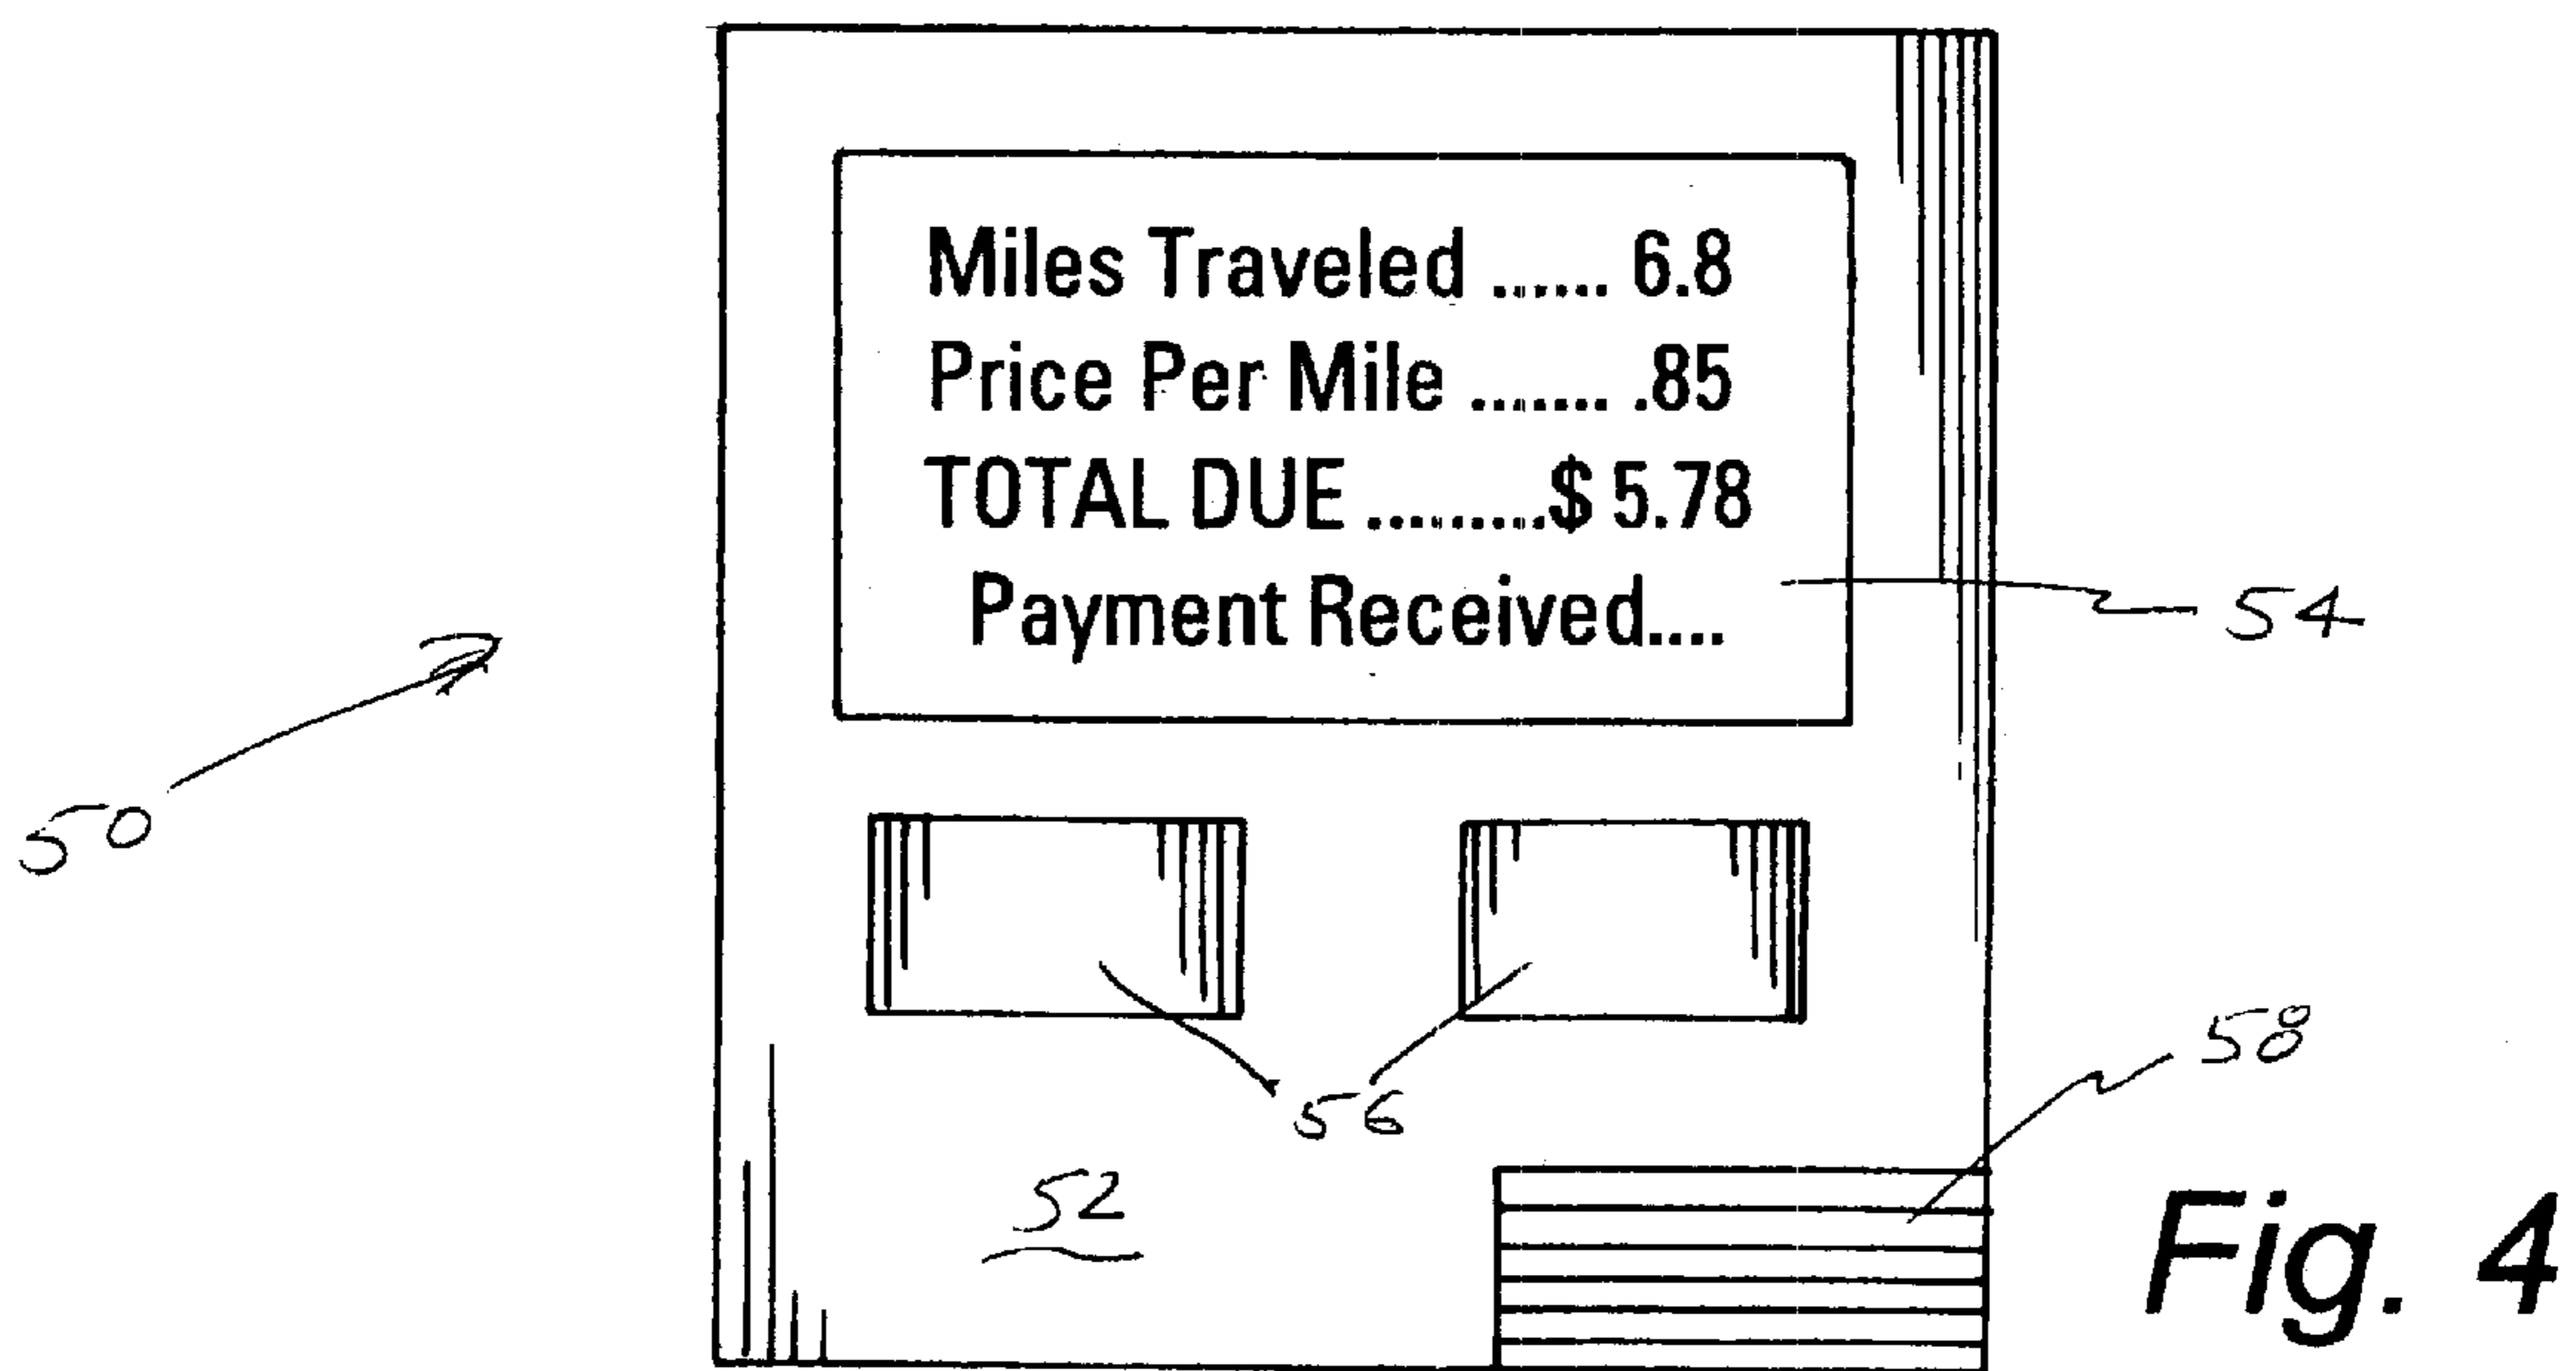 Miles Traveled ...... 6.8
Price Per Mile ....... .85
TOTAL DUE .........$ 5.78
Payment Received....
54
50
58
56
52
Fig. 4